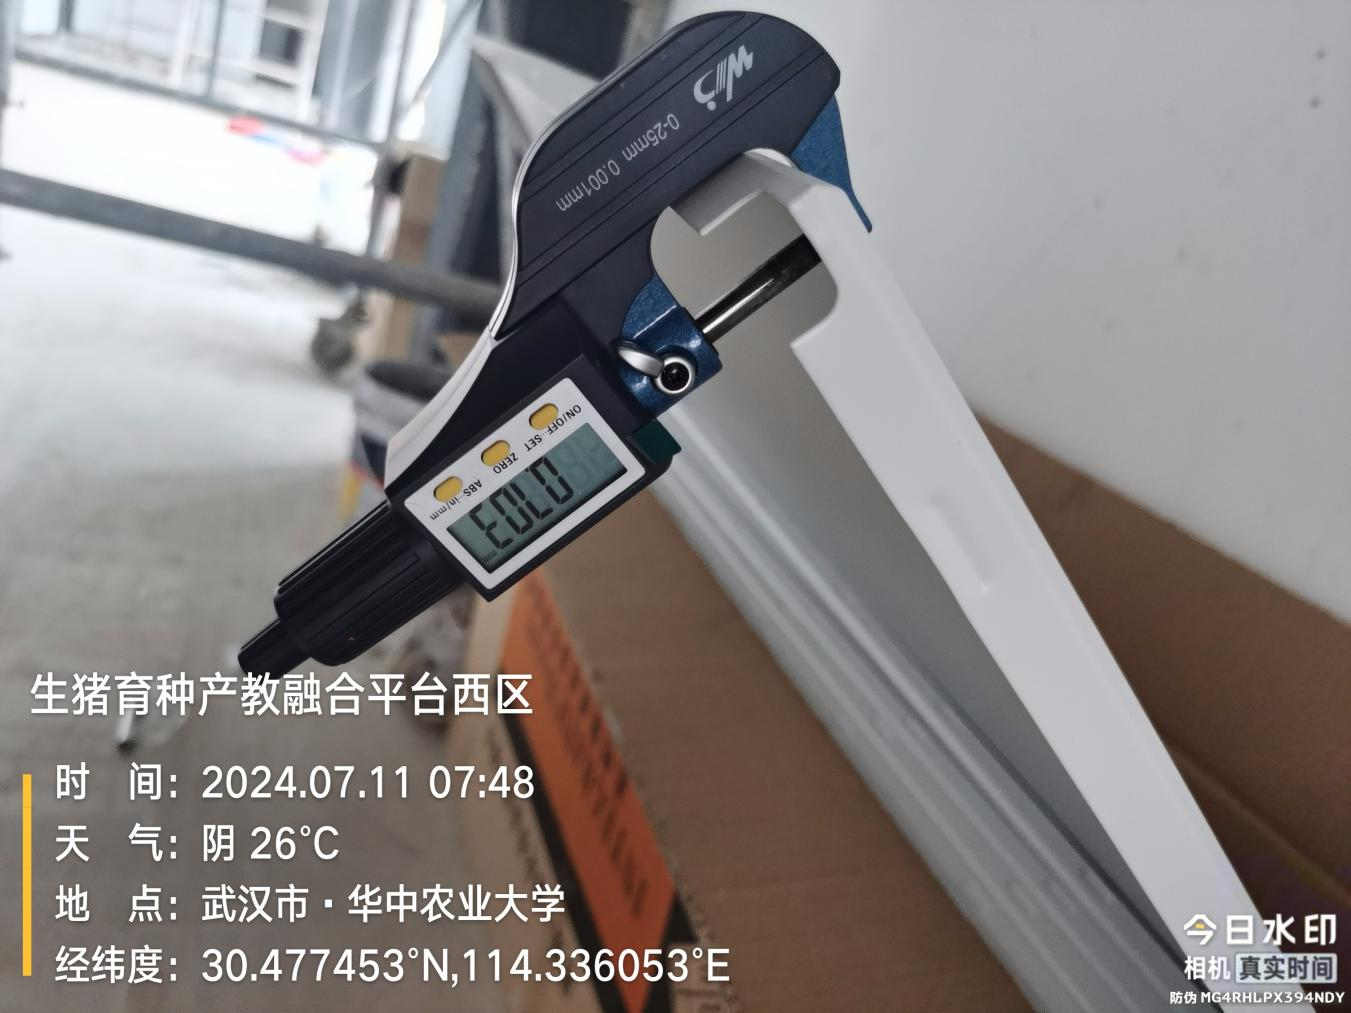 0-25mm 0.001mm
ON/OFF..SET
ZERO
ABS..in/mm
0.703
mm
生猪育种产教融合平台西区
时 间：2024.07.11 07:48
天 气：阴 26°C
地 点：武汉市·华中农业大学
经纬度：30.477453°N,114.336053°E
今日水印
相机 真实时间
防伪 MG4RHLPX394NDY